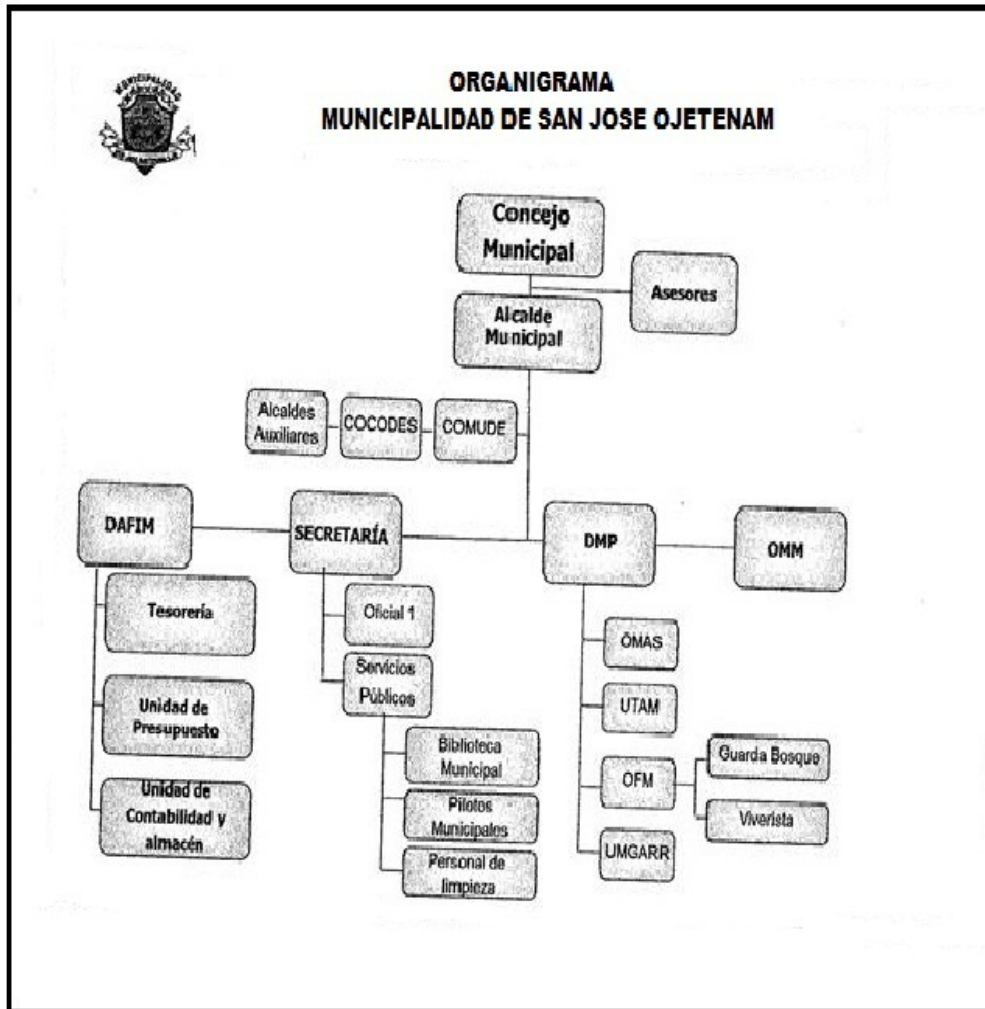 MUNICIPALIDAD
ORGANIGRAMA
MUNICIPALIDAD DE SAN JOSE OJETENAM
Concejo
Municipal
Asesores
Alcalde
Municipal
Alcaldes
Auxiliares
COCODES
COMUDE
DAFIM
SECRETARÍA
DMP
OMM
Tesorería
Unidad de
Presupuesto
Unidad de
Contabilidad y
almacén
Oficial 1
Servicios
Públicos
Biblioteca
Municipal
Pilotos
Municipales
Personal de
limpieza
OMAS
UTAM
OFM
UMGARR
Guarda Bosque
Viverista